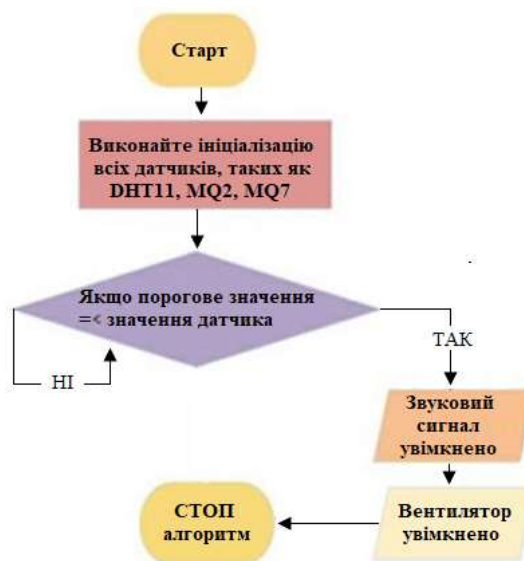 Старт
Виконайте ініціалізацію
всіх датчиків, таких як
DHT11, MQ2, MQ7
Якщо порогове значення
=< значення датчика
НІ
ТАК
Звуковий
сигнал
увімкнено
Вентилятор
увімкнено
СТОП
алгоритм